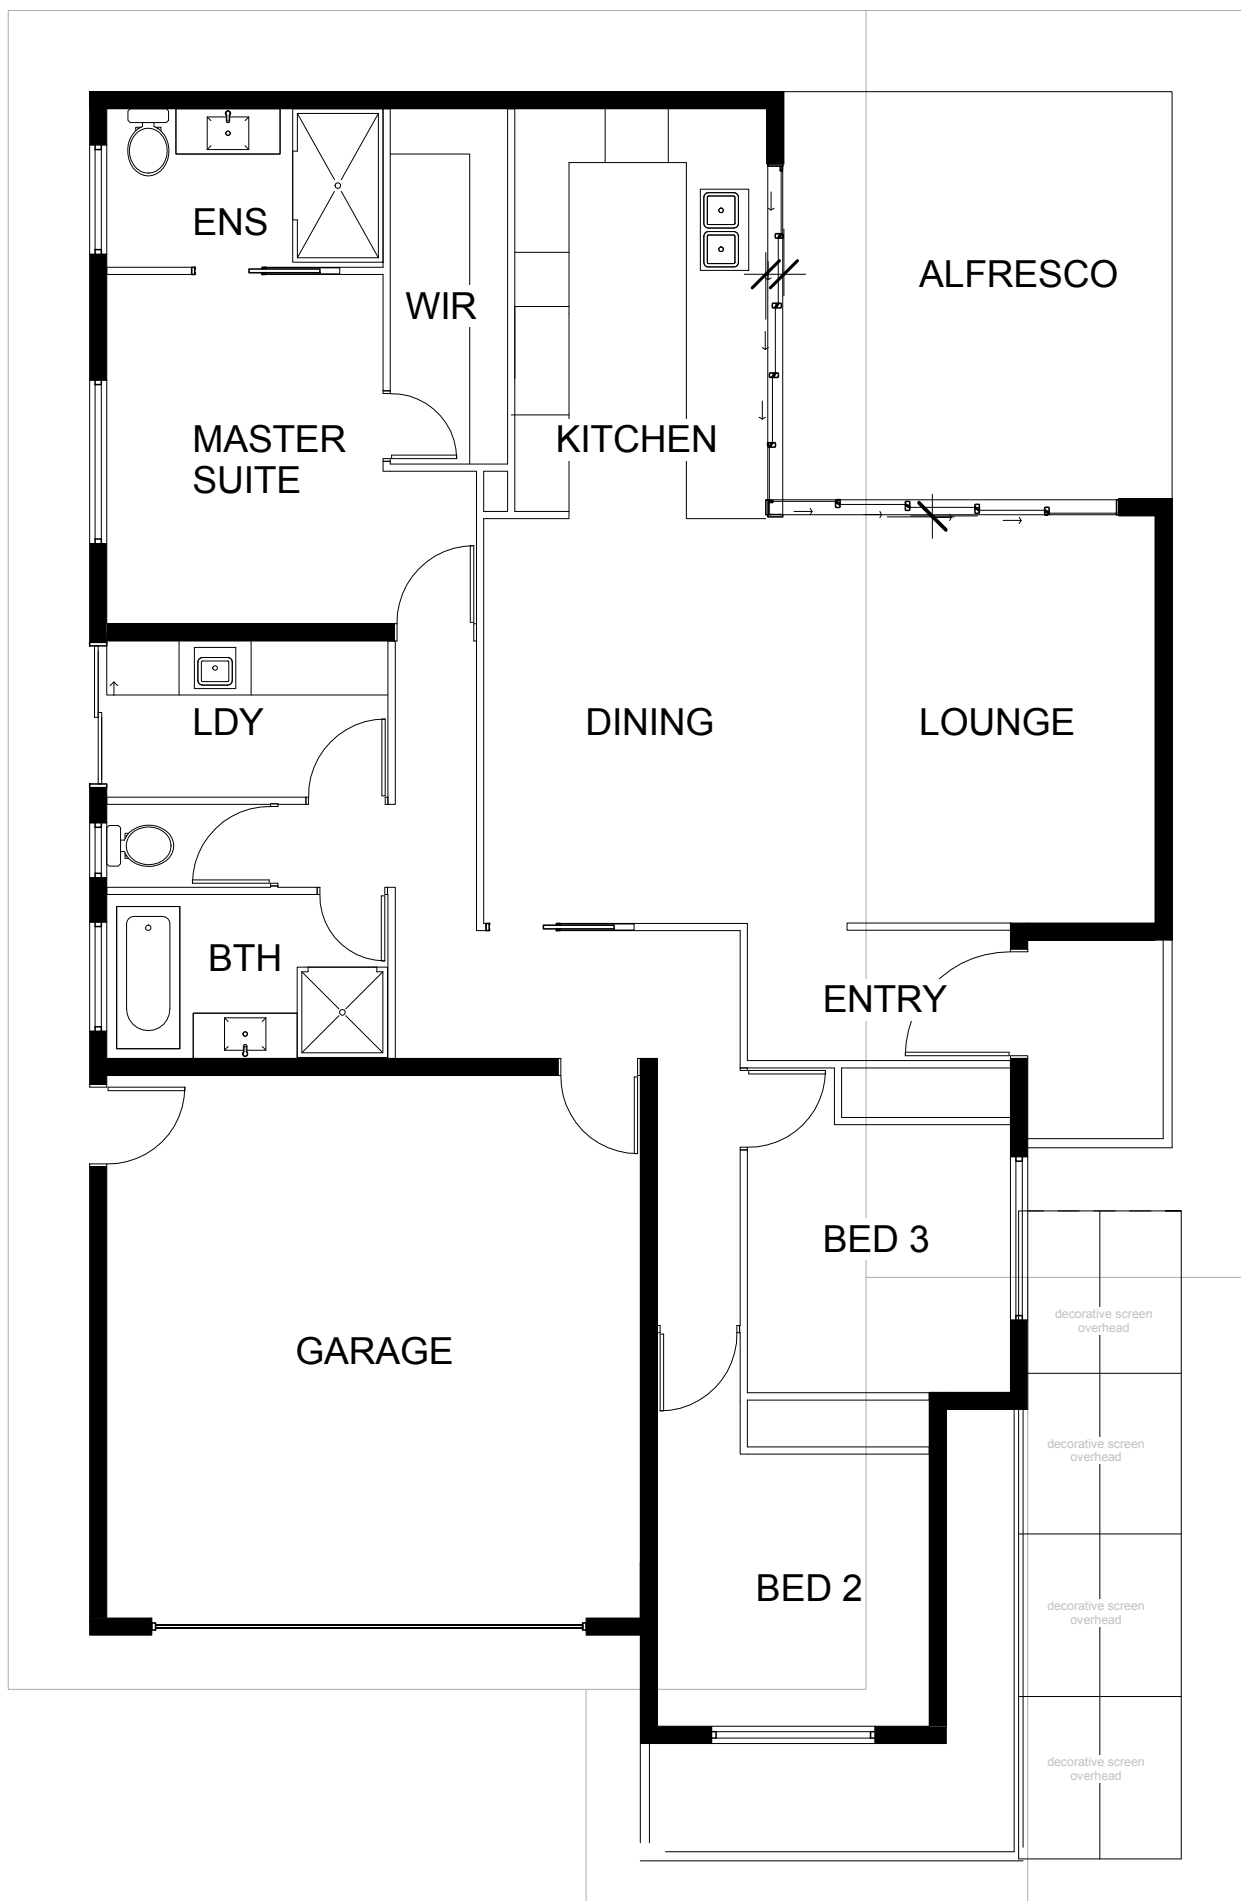 ENS
ALFRESCO
WIR
MASTER
SUITE
KITCHEN
LDY
DINING
LOUNGE
BTH
ENTRY
BED 3
GARAGE
decorative screen
overhead
decorative screen
overhead
BED 2
decorative screen
overhead
decorative screen
overhead